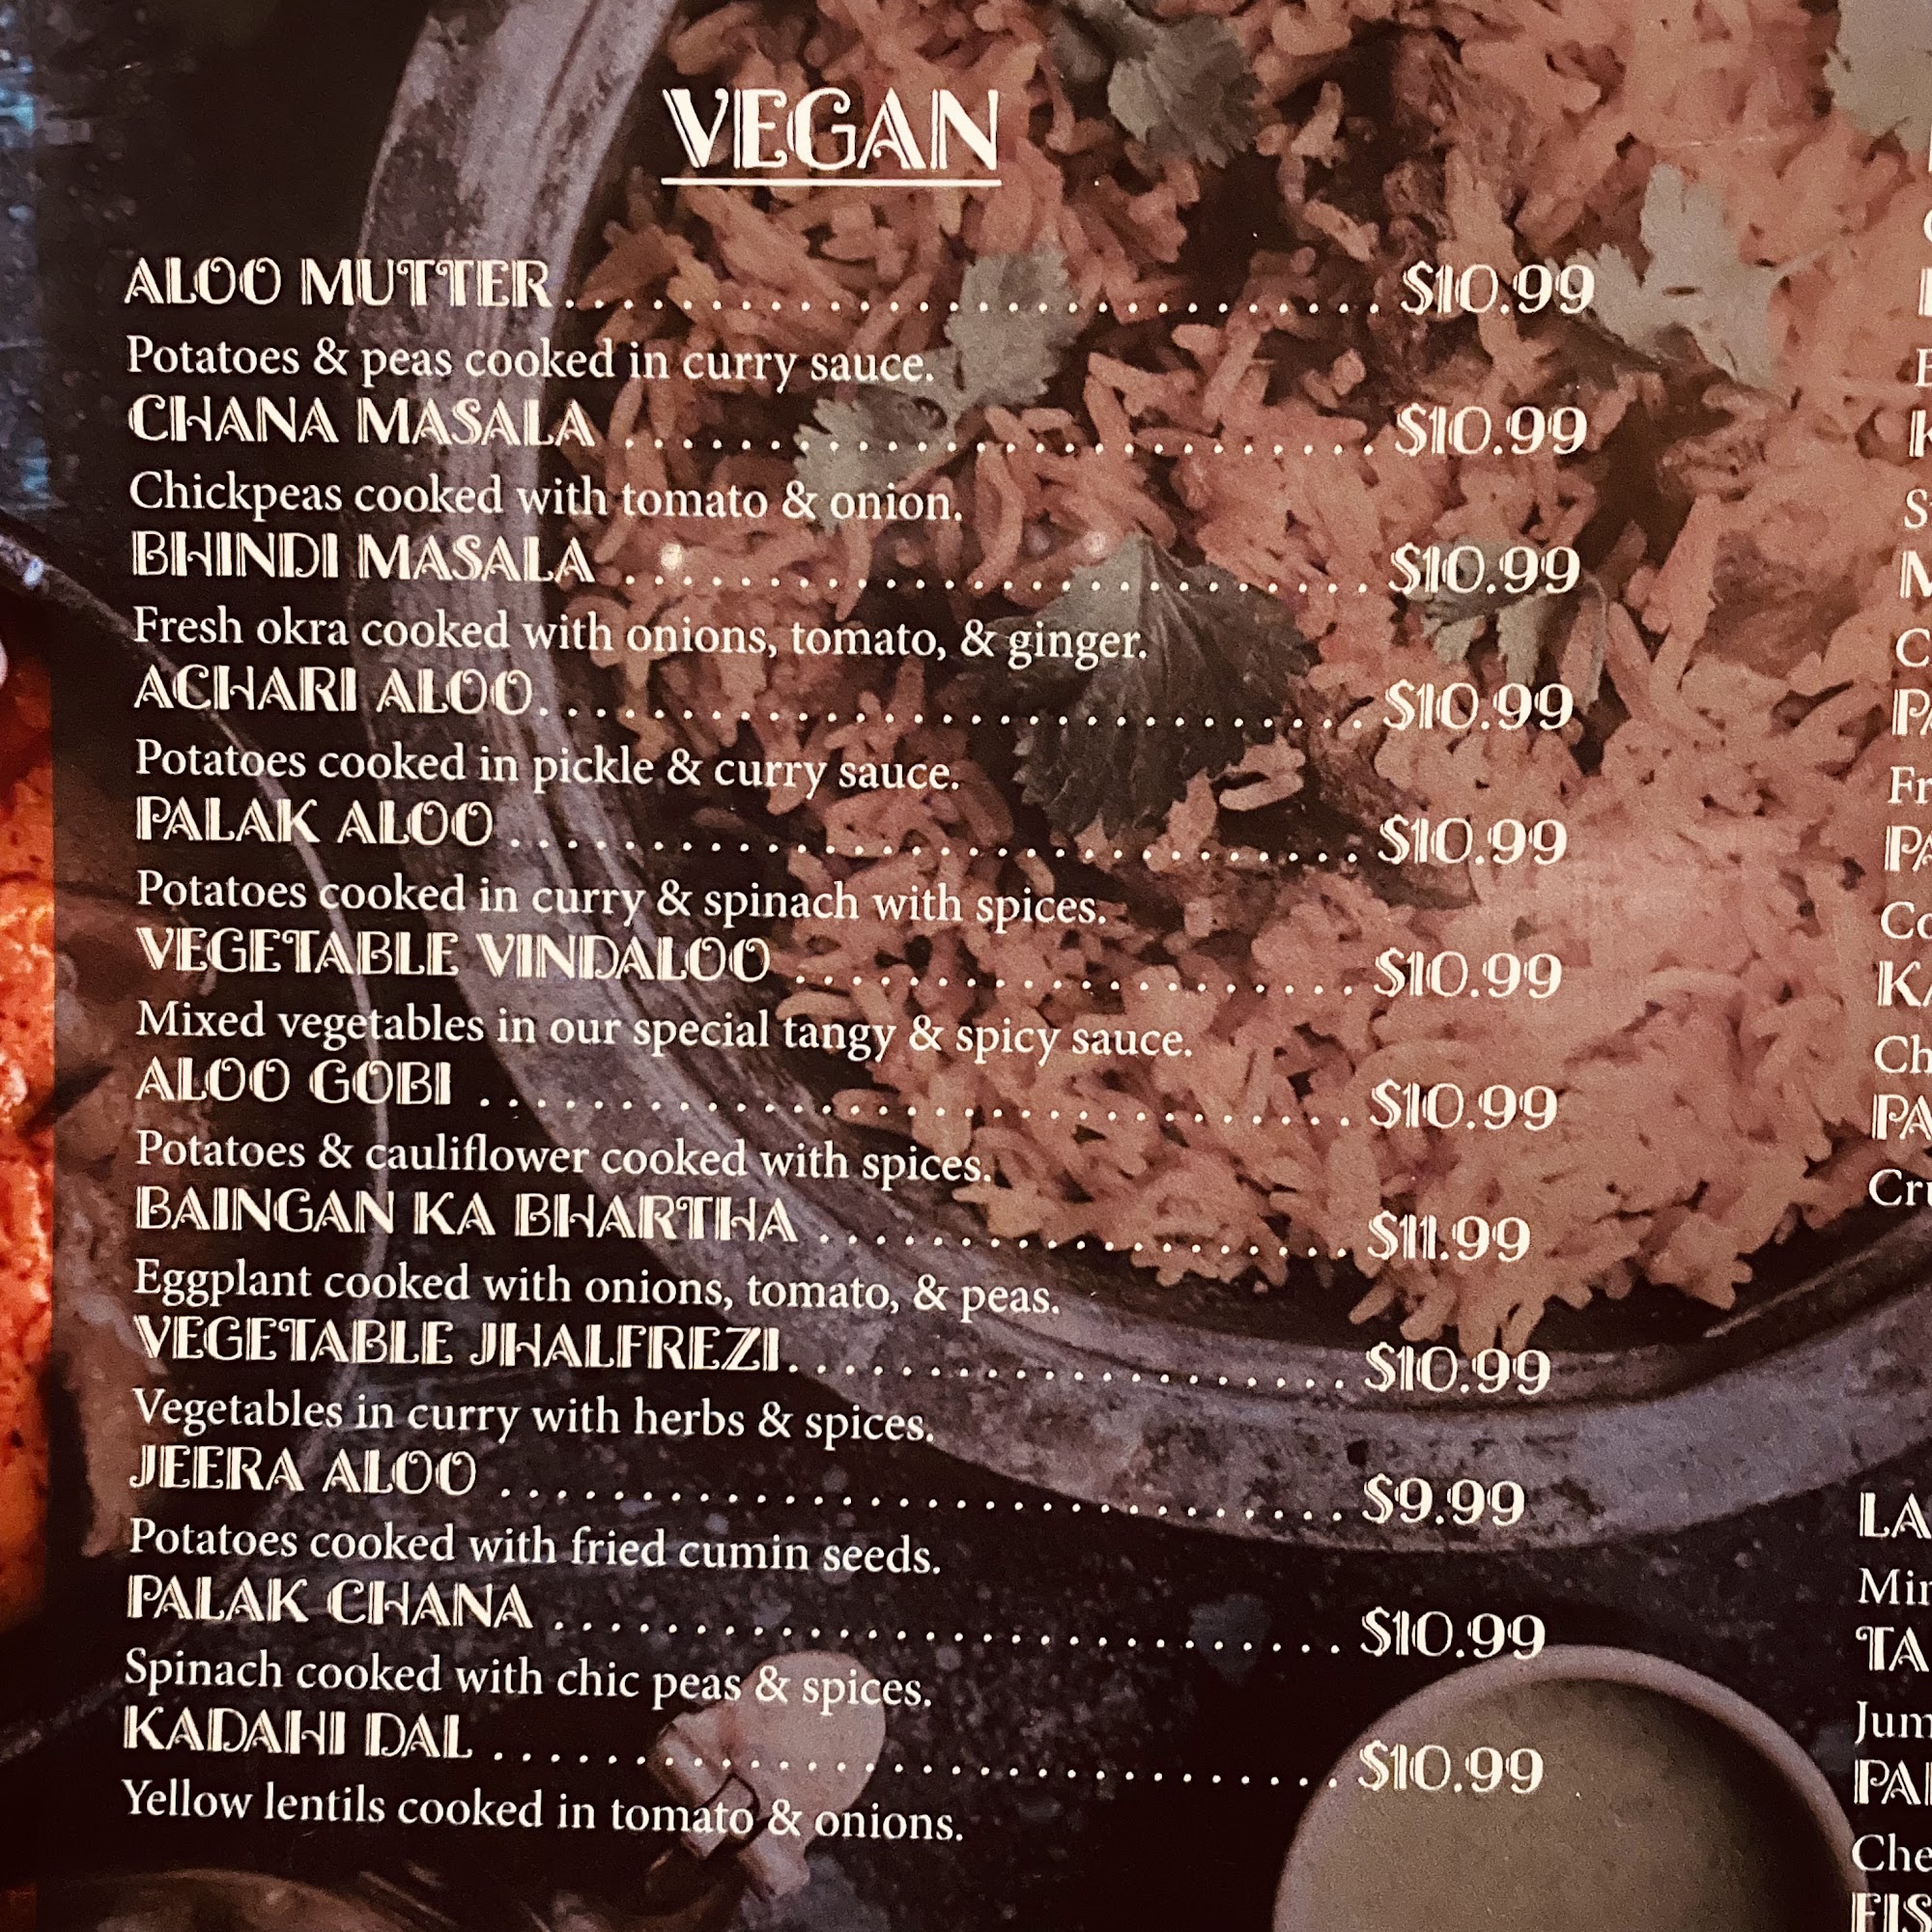 VEGAN
ALOO MUTTER.............................$10.99
Potatoes & peas cooked in curry sauce.
CHANA MASALA ...........................$10.99
Chickpeas cooked with tomato & onion.
BHINDI MASALA ...........................$10.99
Fresh okra cooked with onions, tomato, & ginger.
ACHARI ALOO.............................$10.99
Potatoes cooked in pickle & curry sauce.
PALAK ALOO ..............................$10.99
Potatoes cooked in curry & spinach with spices.
VEGETABLE VINDALOO ....................$10.99
Mixed vegetables in our special tangy & spicy sauce.
ALOO GOBI ...............................$10.99
Potatoes & cauliflower cooked with spices.
BAINGAN KA BHARTHA ...................$11.99
Eggplant cooked with onions, tomato, & peas.
VEGETABLE JHALFREZI....................$10.99
Vegetables in curry with herbs & spices.
JEERA ALOO ..............................$9.99
Potatoes cooked with fried cumin seeds.
PALAK CHANA ............................$10.99
Spinach cooked with chic peas & spices.
KADAHI DAL ..............................$10.99
Yellow lentils cooked in tomato & onions.